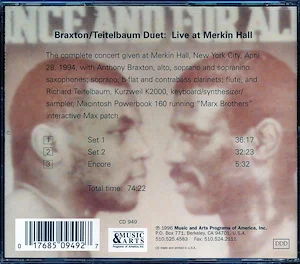 Braxton/Teitelbaum Duet: Live at Merkin Hall
The complete concert given at Merkin Hall, New York City, April
28, 1994, with Anthony Braxton, alto, soprano and sopranino
saxophones; soprano, b-flat and contrabass clarinets; flute, and
Richard Teitelbaum, Kurzweil K2000, keyboard/synthesizer/
sampler; Macintosh Powerbook 160 running "Marx Brothers"
interactive Max patch
1 Set 1 36:17
2 Set 2 32:23
3 Encore 5:32
Total time: 74:22
CD 949
0 17685 09492 7
MUSIC & ARTS
Programs of America, Inc.
℗ 1996 Music and Arts Programs of America, Inc.
P.O. Box 771, Berkeley, CA 94701, U.S.A.
510.525.4583 Fax: 510.524.2111
DDD